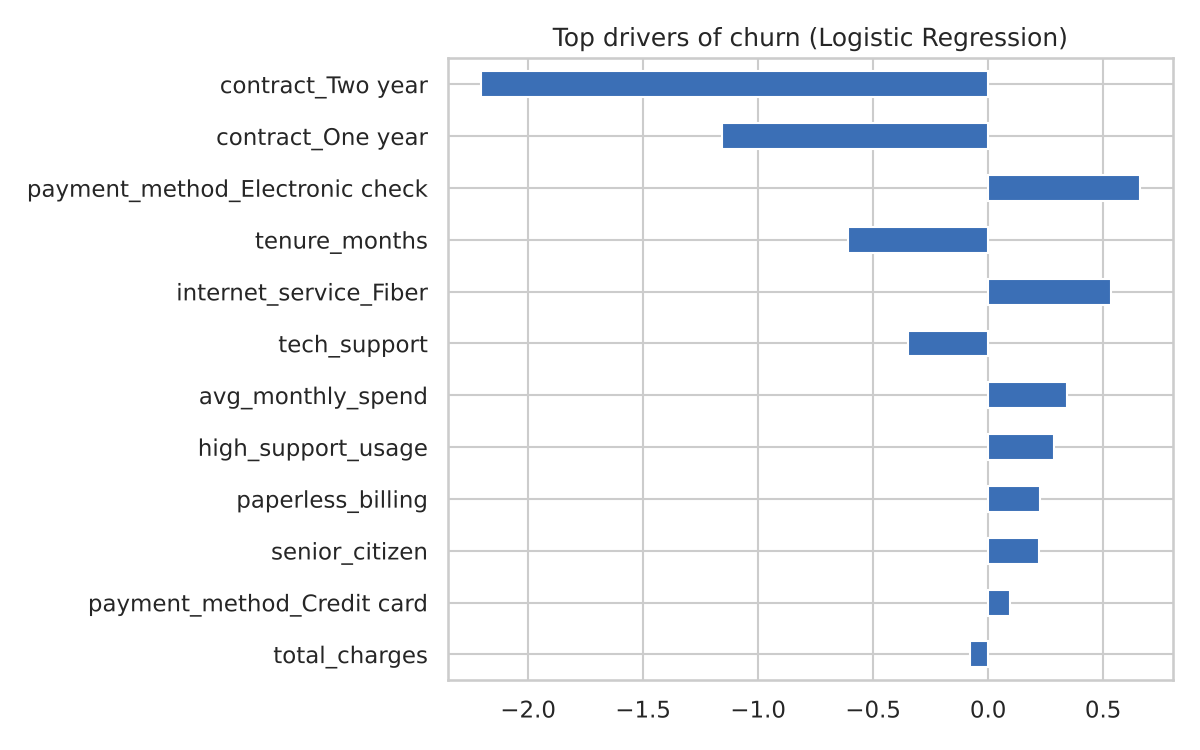 Top drivers of churn (Logistic Regression)
contract_Two year
contract_One year
payment_method_Electronic check
tenure_months
internet_service_Fiber
tech_support
avg_monthly_spend
high_support_usage
paperless_billing
senior_citizen
payment_method_Credit card
total_charges
−2.0 −1.5 −1.0 −0.5 0.0 0.5